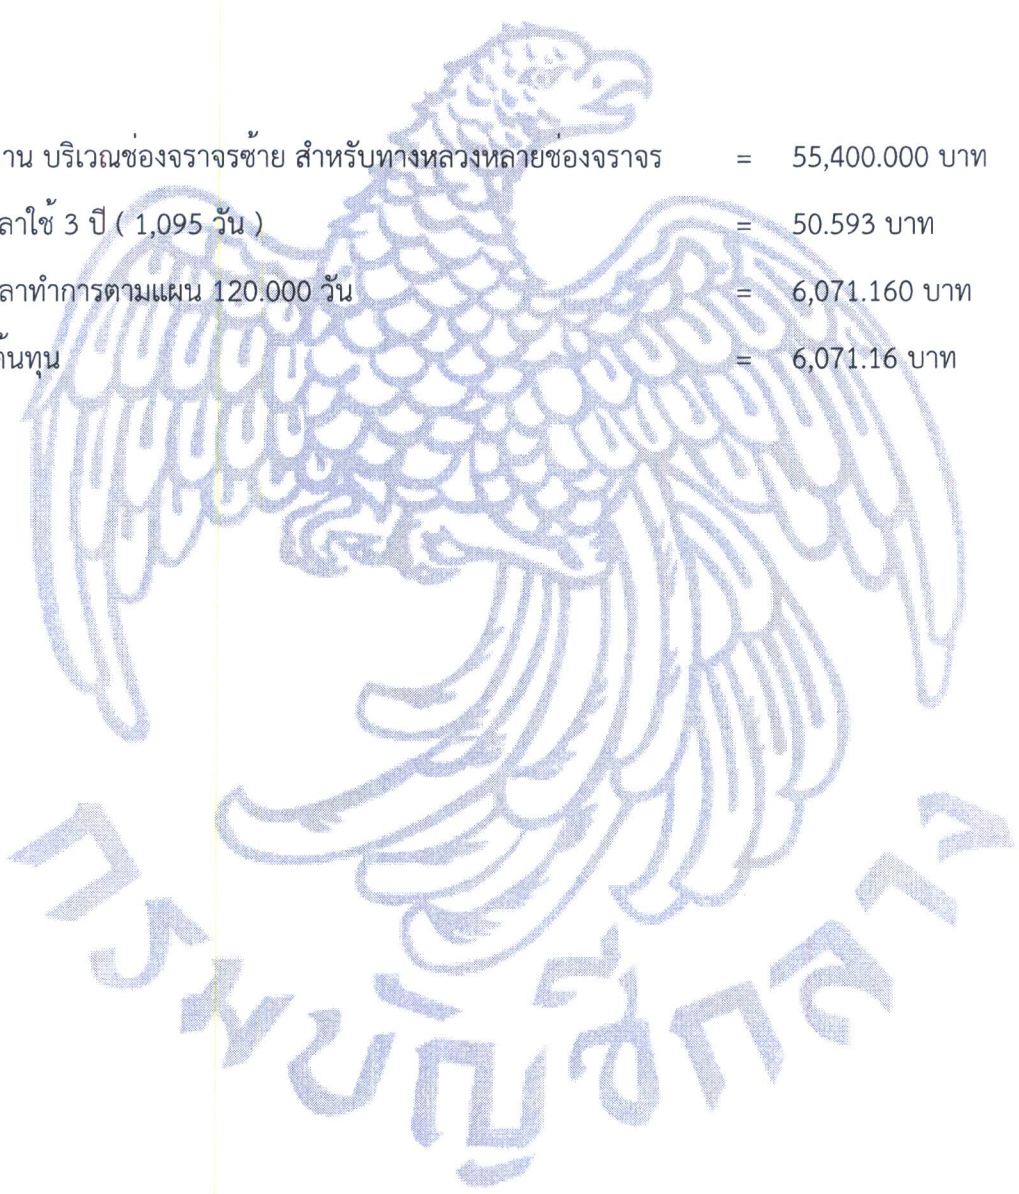 าน บริเวณช่องจราจรซ้าย สำหรับทางหลวงหลายช่องจราจร = 55,400.000 บาท
ลาใช้ 3 ปี ( 1,095 วัน ) = 50.593 บาท
ลาทำการตามแผน 120.000 วัน = 6,071.160 บาท
้นทุน = 6,071.16 บาท
กรมบัญชีกลาง